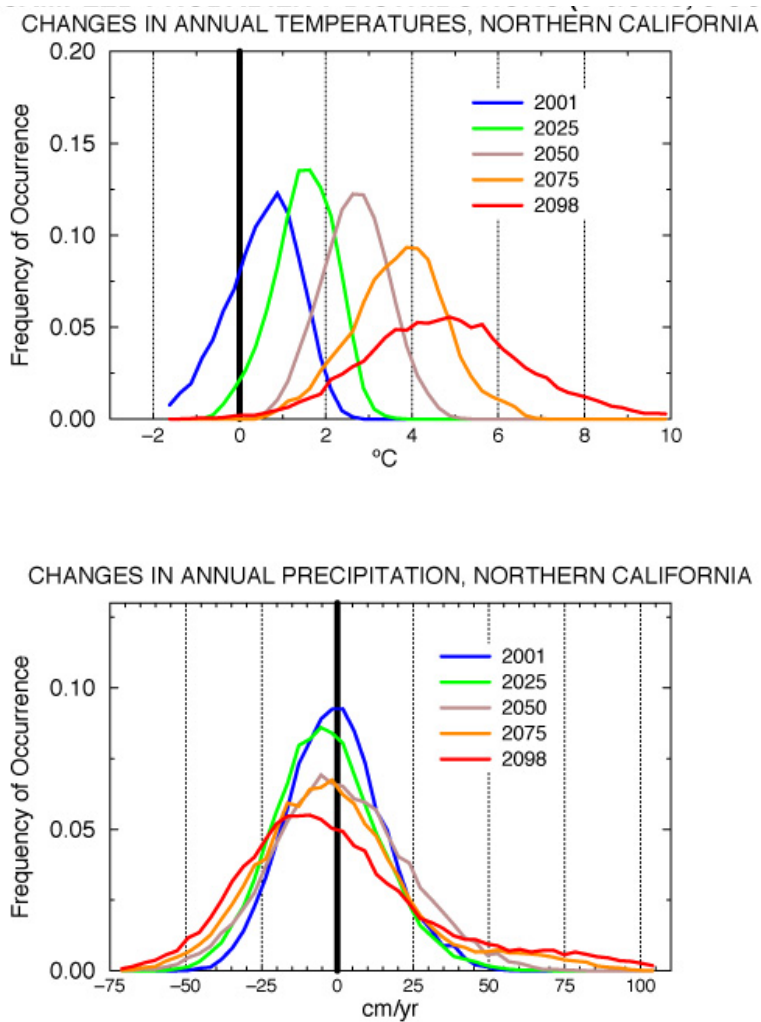 CHANGES IN ANNUAL TEMPERATURES, NORTHERN CALIFORNIA
0.20
0.15
0.10
0.05
0.00
Frequency of Occurrence
2001
2025
2050
2075
2098
−2 0 2 4 6 8 10
ºC
CHANGES IN ANNUAL PRECIPITATION, NORTHERN CALIFORNIA
0.10
0.05
0.00
Frequency of Occurrence
2001
2025
2050
2075
2098
−75 −50 −25 0 25 50 75 100
cm/yr